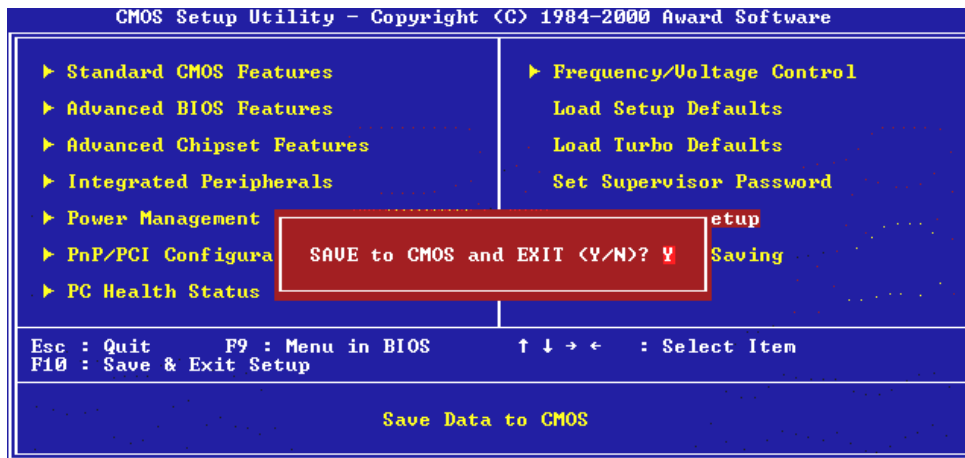 CMOS Setup Utility - Copyright (C) 1984-2000 Award Software
Standard CMOS Features
Advanced BIOS Features
Advanced Chipset Features
Integrated Peripherals
Power Management
PnP/PCI Configura
PC Health Status
Frequency/Voltage Control
Load Setup Defaults
Load Turbo Defaults
Set Supervisor Password
etup
Saving
SAVE to CMOS and EXIT (Y/N)? Y
Esc : Quit F9 : Menu in BIOS ↑ ↓ → ← : Select Item
F10 : Save & Exit Setup
Save Data to CMOS